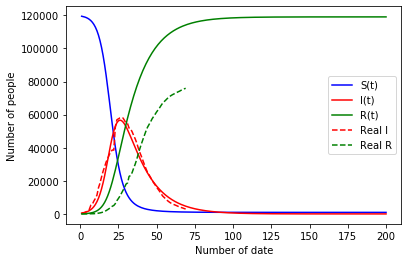 120000
100000
80000
60000
40000
20000
0
Number of people
S(t)
I(t)
R(t)
Real I
Real R
0 25 50 75 100 125 150 175 200
Number of date